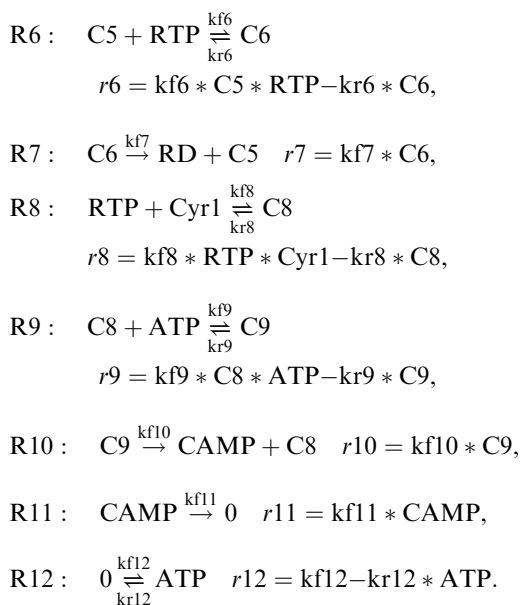 R6 : C5 + RTP kf6 ⇌ kr6 C6
r6 = kf6 ∗ C5 ∗ RTP−kr6 ∗ C6,
R7 : C6 kf7 → RD + C5 r7 = kf7 ∗ C6,
R8 : RTP + Cyr1 kf8 ⇌ kr8 C8
r8 = kf8 ∗ RTP ∗ Cyr1−kr8 ∗ C8,
R9 : C8 + ATP kf9 ⇌ kr9 C9
r9 = kf9 ∗ C8 ∗ ATP−kr9 ∗ C9,
R10 : C9 kf10 → CAMP + C8 r10 = kf10 ∗ C9,
R11 : CAMP kf11 → 0 r11 = kf11 ∗ CAMP,
R12 : 0 kf12 ⇌ kr12 ATP r12 = kf12−kr12 ∗ ATP.